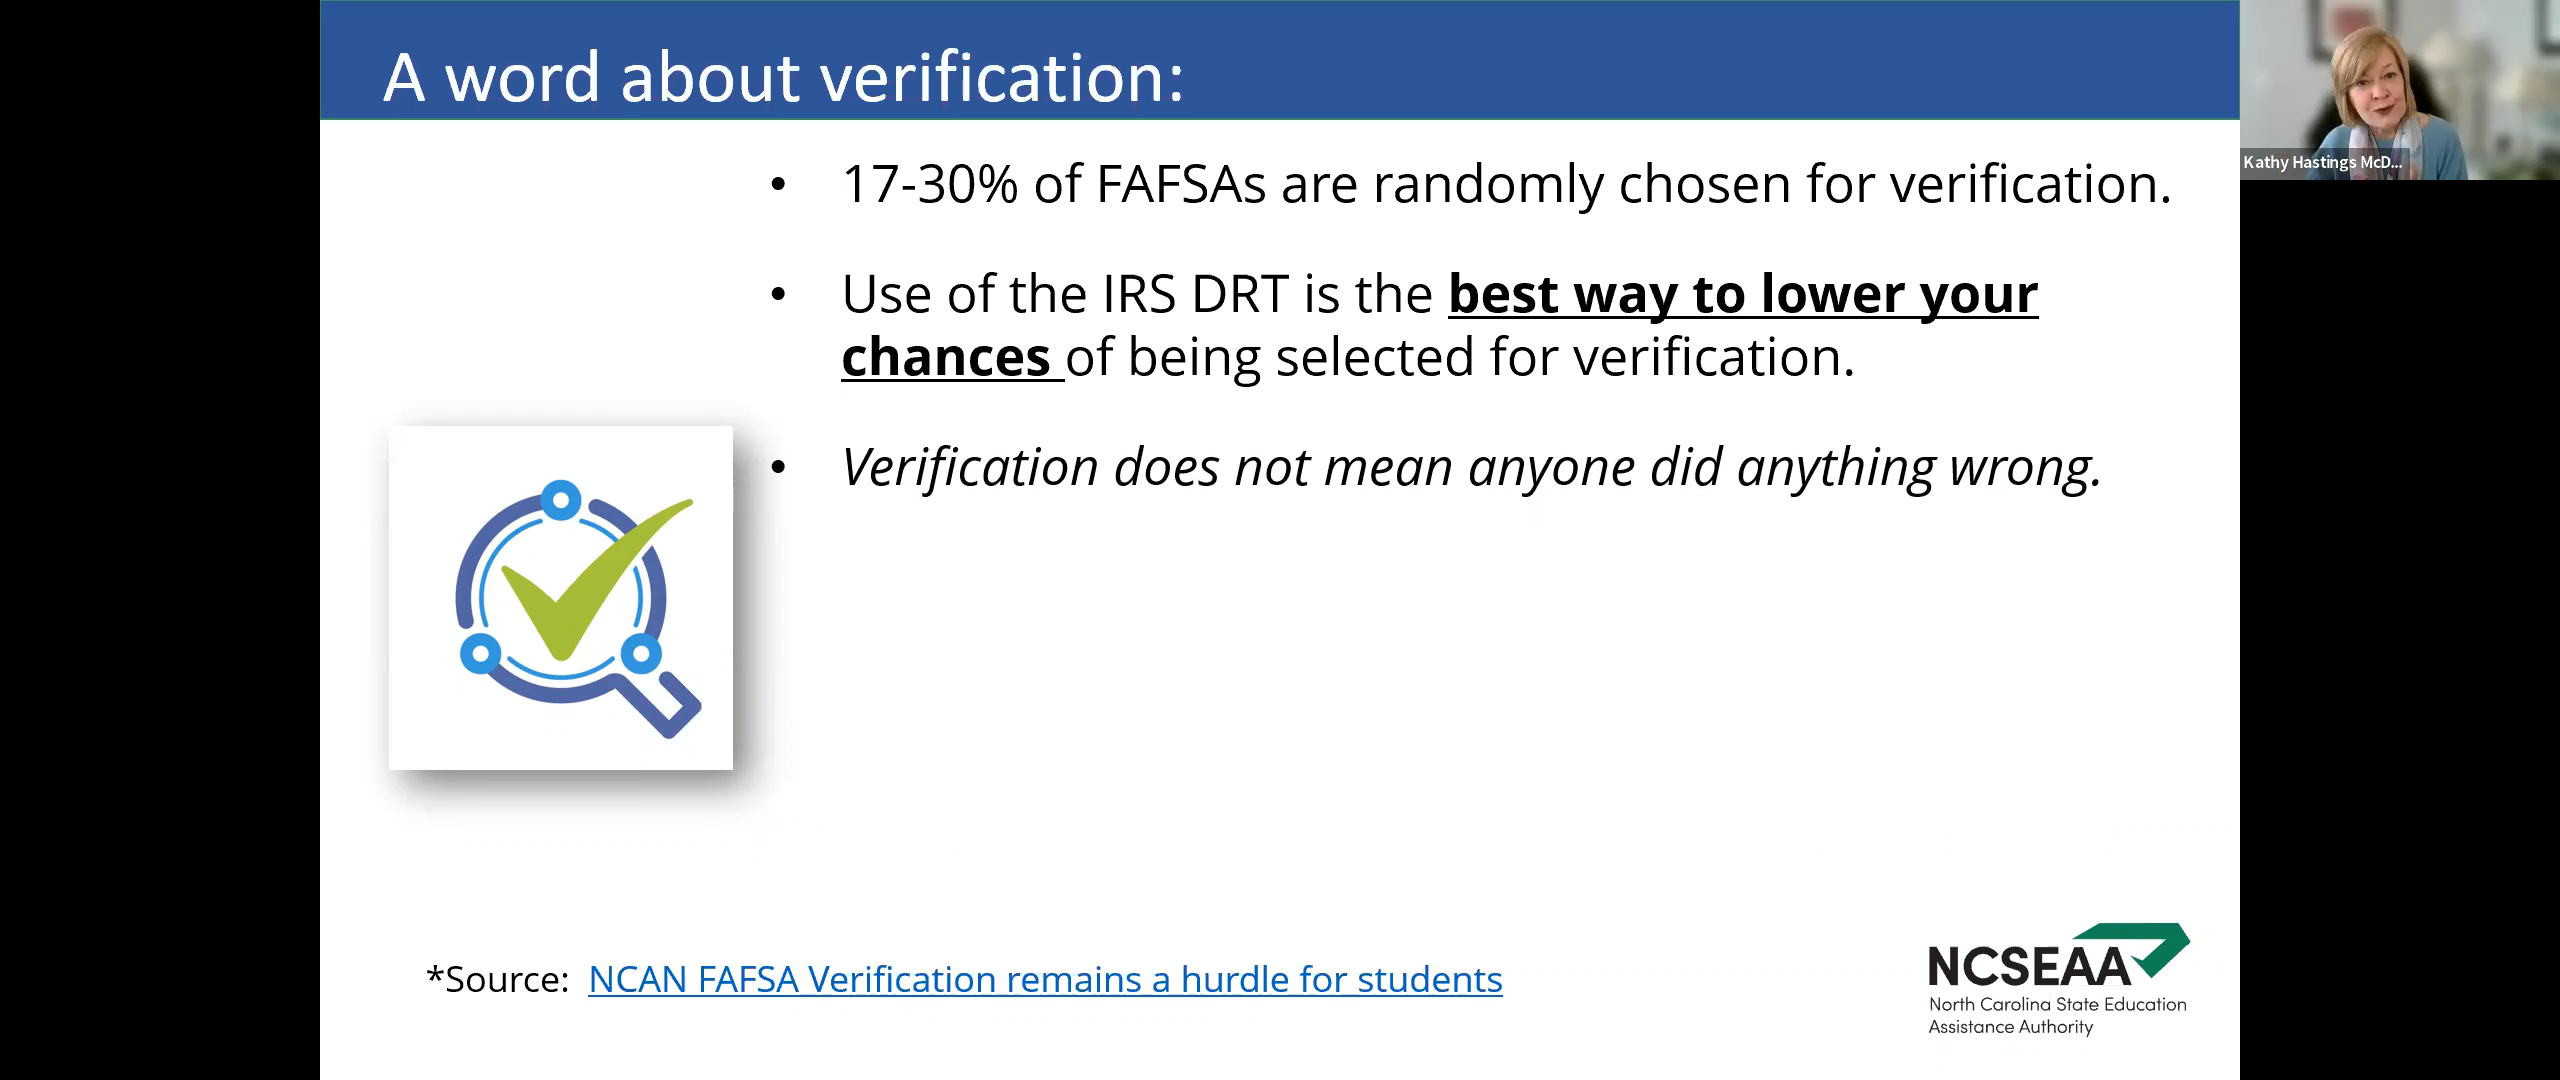 A word about verification:
Kathy Hastings McD...
• 17-30% of FAFSAs are randomly chosen for verification.
• Use of the IRS DRT is the best way to lower your
chances of being selected for verification.
• Verification does not mean anyone did anything wrong.
*Source: NCAN FAFSA Verification remains a hurdle for students
NCSEAA
North Carolina State Education
Assistance Authority